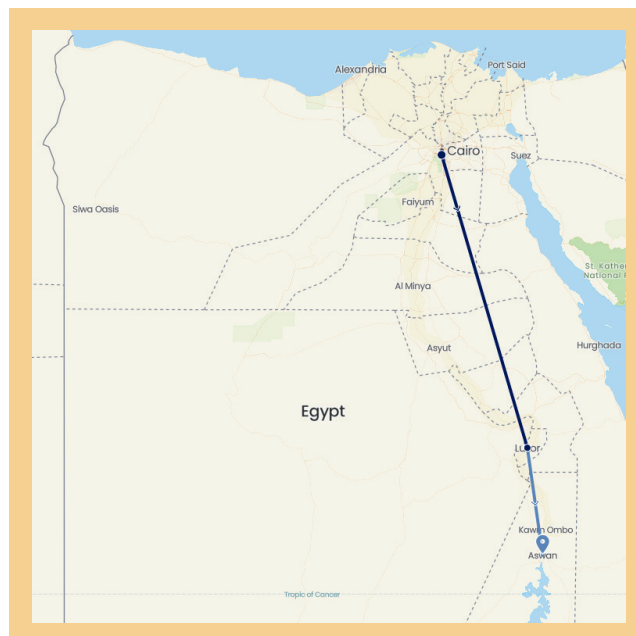 Alexandria
Port Said
Cairo
Suez
Siwa Oasis
Faiyum
St. Kather
National
Al Minya
Hurghada
Asyut
Egypt
Kawm Ombo
Aswan
Tropic of Cancer